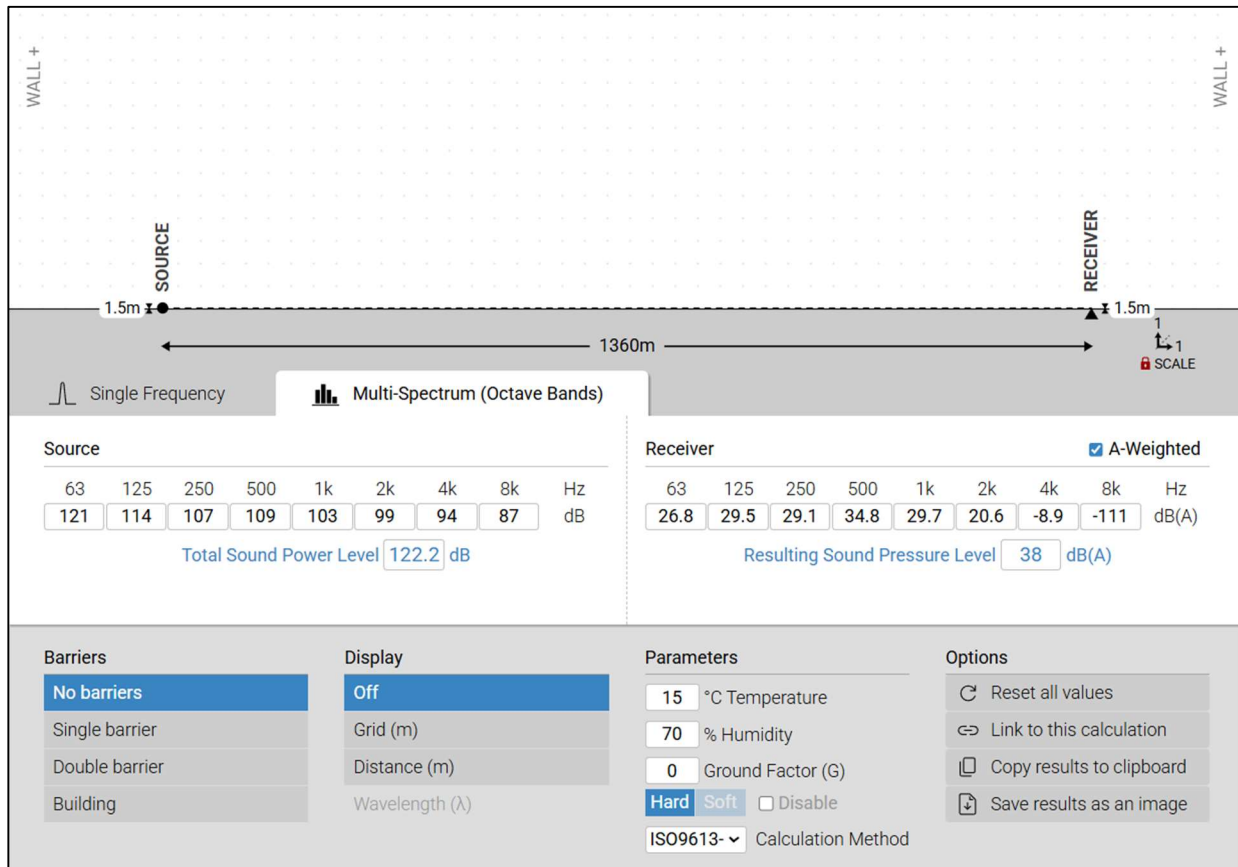 WALL +
WALL +
SOURCE
RECEIVER
1.5m
1.5m
1360m
1
1
SCALE
Single Frequency
Multi-Spectrum (Octave Bands)
Source
Receiver
A-Weighted
63 125 250 500 1k 2k 4k 8k Hz
63 125 250 500 1k 2k 4k 8k Hz
121 114 107 109 103 99 94 87 dB
26.8 29.5 29.1 34.8 29.7 20.6 -8.9 -111 dB(A)
Total Sound Power Level 122.2 dB
Resulting Sound Pressure Level 38 dB(A)
Barriers
No barriers
Single barrier
Double barrier
Building
Display
Off
Grid (m)
Distance (m)
Wavelength (λ)
Parameters
15 °C Temperature
70 % Humidity
0 Ground Factor (G)
Hard Soft Disable
ISO9613- Calculation Method
Options
Reset all values
Link to this calculation
Copy results to clipboard
Save results as an image